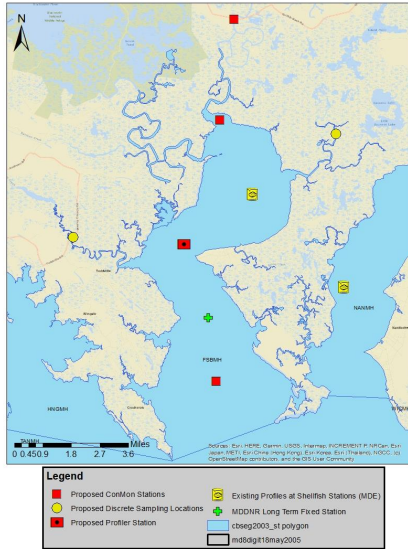 N
FSBMH
NANMH
HNGMH
TANMH
Miles
0 0.45 0.9 1.8 2.7 3.6
Sources: Esri, HERE, Garmin, USGS, Intermap, INCREMENT P, NRCan, Esri
Japan, METI, Esri China (Hong Kong), Esri Korea, Esri (Thailand), NGCC, (c)
OpenStreetMap contributors, and the GIS User Community
Legend
Proposed ConMon Stations
Proposed Discrete Sampling Locations
Proposed Profiler Station
Existing Profiles at Shellfish Stations (MDE)
MDDNR Long Term Fixed Station
cbseg2003_st polygon
md8digit18may2005